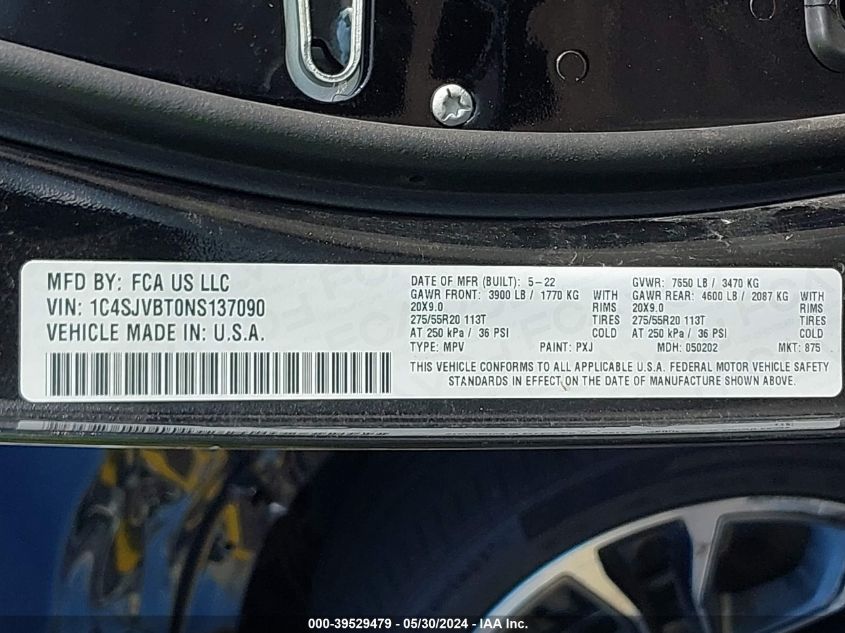 MFD BY: FCA US LLC
VIN: 1C4SJVBT0NS137090
VEHICLE MADE IN: U.S.A.
DATE OF MFR (BUILT): 5-22
GAWR FRONT: 3900 LB / 1770 KG WITH
20X9.0 RIMS
275/55R20 113T TIRES
AT 250 kPa / 36 PSI COLD
GVWR: 7650 LB / 3470 KG
GAWR REAR: 4600 LB / 2087 KG WITH
20X9.0 RIMS
275/55R20 113T TIRES
AT 250 kPa / 36 PSI COLD
TYPE: MPV PAINT: PXJ MDH: 050202 MKT: 875
THIS VEHICLE CONFORMS TO ALL APPLICABLE U.S.A. FEDERAL MOTOR VEHICLE SAFETY
STANDARDS IN EFFECT ON THE DATE OF MANUFACTURE SHOWN ABOVE.
000-39529479 - 05/30/2024 - IAA Inc.